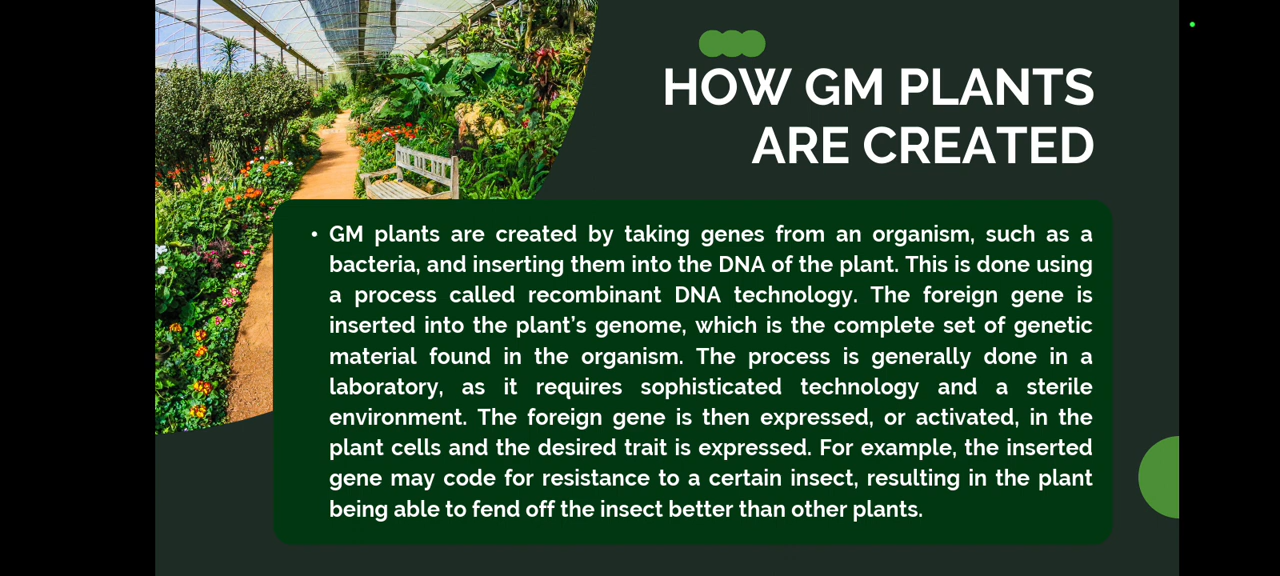 HOW GM PLANTS
ARE CREATED
• GM plants are created by taking genes from an organism, such as a
bacteria, and inserting them into the DNA of the plant. This is done using
a process called recombinant DNA technology. The foreign gene is
inserted into the plant’s genome, which is the complete set of genetic
material found in the organism. The process is generally done in a
laboratory, as it requires sophisticated technology and a sterile
environment. The foreign gene is then expressed, or activated, in the
plant cells and the desired trait is expressed. For example, the inserted
gene may code for resistance to a certain insect, resulting in the plant
being able to fend off the insect better than other plants.